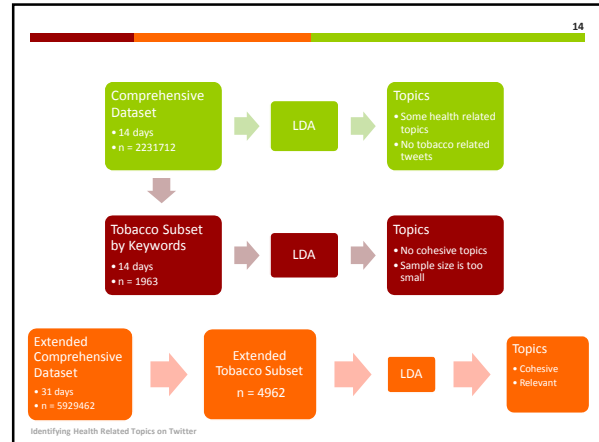 14
Comprehensive
Dataset
• 14 days
• n = 2231712
LDA
Topics
• Some health related
topics
• No tobacco related
tweets
Tobacco Subset
by Keywords
• 14 days
• n = 1963
LDA
Topics
• No cohesive topics
• Sample size is too
small
Extended
Comprehensive
Dataset
• 31 days
• n = 5929462
Extended
Tobacco Subset
n = 4962
LDA
Topics
• Cohesive
• Relevant
Identifying Health Related Topics on Twitter